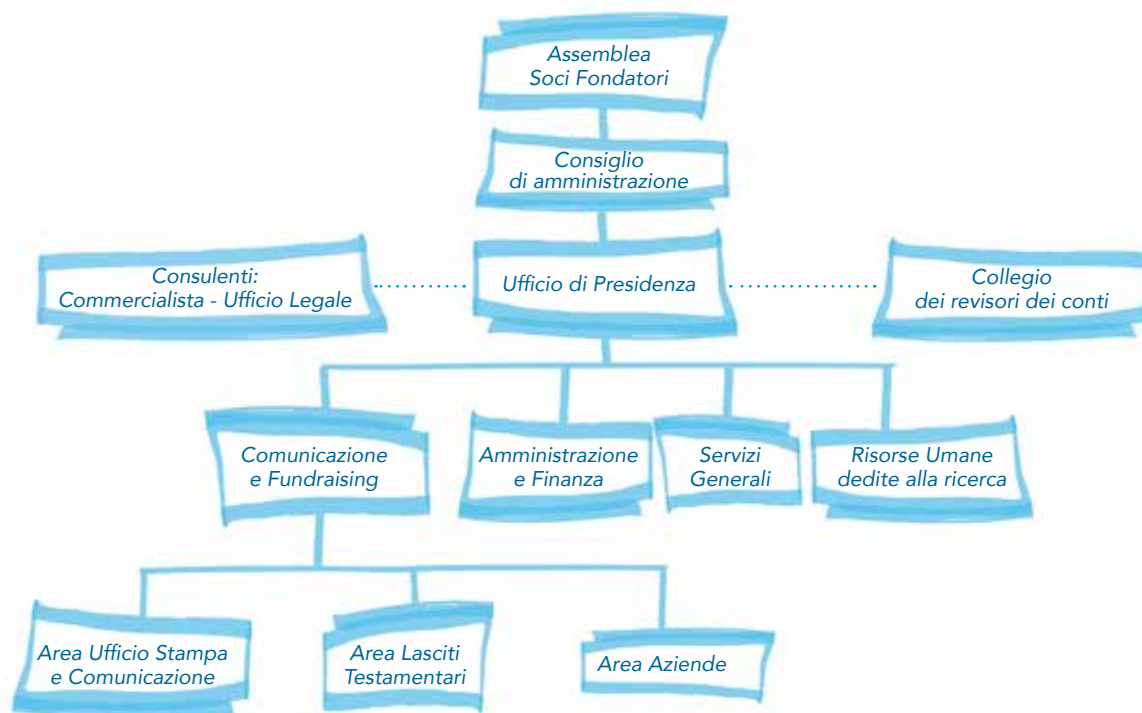 Assemblea
Soci Fondatori
Consiglio
di amministrazione
Consulenti:
Commercialista - Ufficio Legale
Ufficio di Presidenza
Collegio
dei revisori dei conti
Comunicazione
e Fundraising
Amministrazione
e Finanza
Servizi
Generali
Risorse Umane
dedite alla ricerca
Area Ufficio Stampa
e Comunicazione
Area Lasciti
Testamentari
Area Aziende